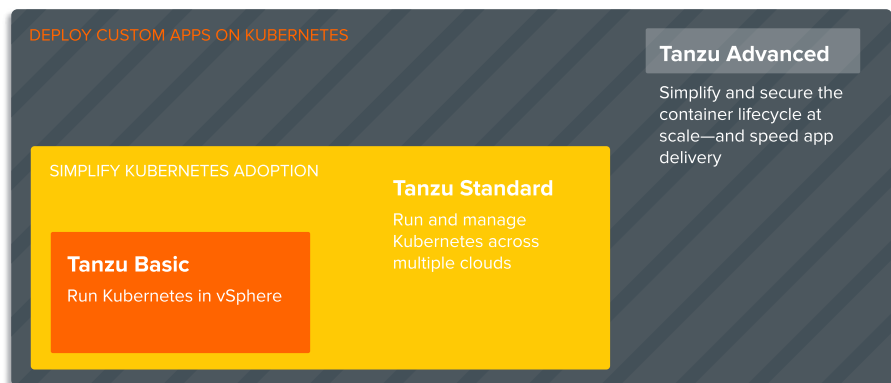 DEPLOY CUSTOM APPS ON KUBERNETES
Tanzu Advanced
Simplify and secure the
container lifecycle at
scale—and speed app
delivery
SIMPLIFY KUBERNETES ADOPTION
Tanzu Standard
Run and manage
Kubernetes across
multiple clouds
Tanzu Basic
Run Kubernetes in vSphere